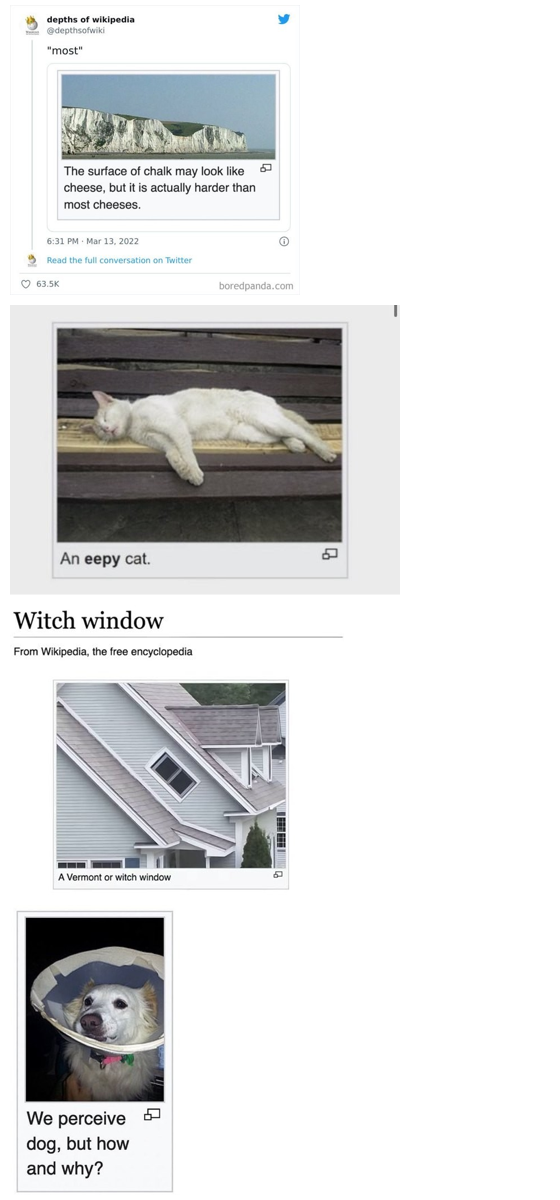 depths of wikipedia
@depthsofwiki
"most"
The surface of chalk may look like
cheese, but it is actually harder than
most cheeses.
6:31 PM · Mar 13, 2022
Read the full conversation on Twitter
63.5K
boredpanda.com
An eepy cat.
Witch window
From Wikipedia, the free encyclopedia
A Vermont or witch window
We perceive
dog, but how
and why?